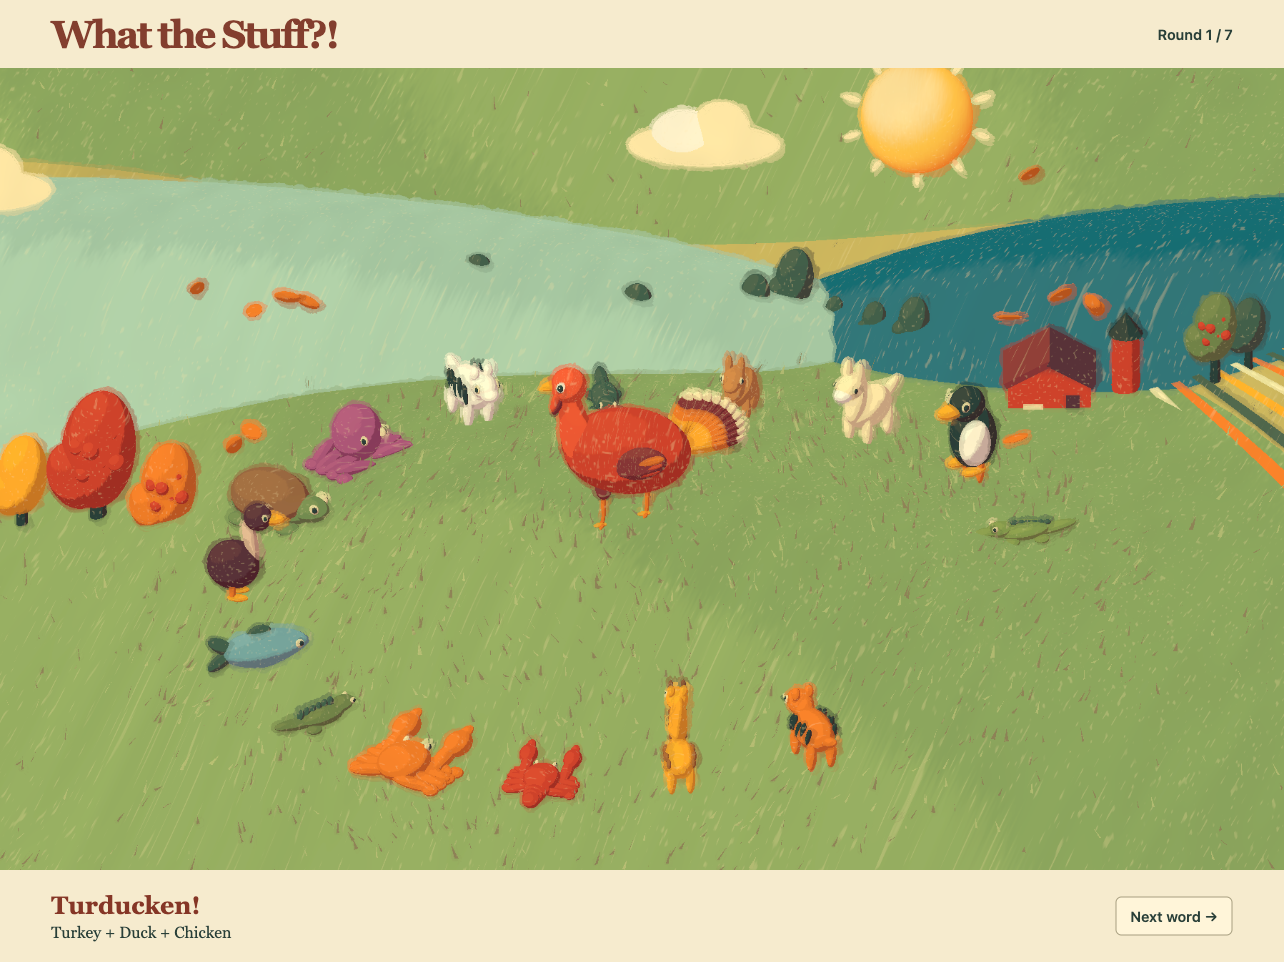 What the Stuff?!
Round 1 / 7
Turducken!
Turkey + Duck + Chicken
Next word →